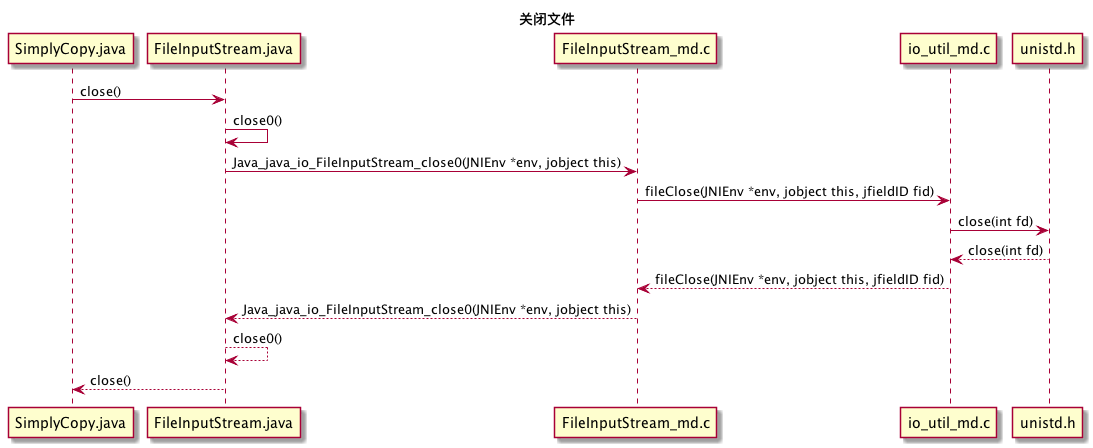 关闭文件
SimplyCopy.java FileInputStream.java FileInputStream_md.c io_util_md.c unistd.h
close()
close0()
Java_java_io_FileInputStream_close0(JNIEnv *env, jobject this)
fileClose(JNIEnv *env, jobject this, jfieldID fid)
close(int fd)
close(int fd)
fileClose(JNIEnv *env, jobject this, jfieldID fid)
Java_java_io_FileInputStream_close0(JNIEnv *env, jobject this)
close0()
close()
SimplyCopy.java FileInputStream.java FileInputStream_md.c io_util_md.c unistd.h